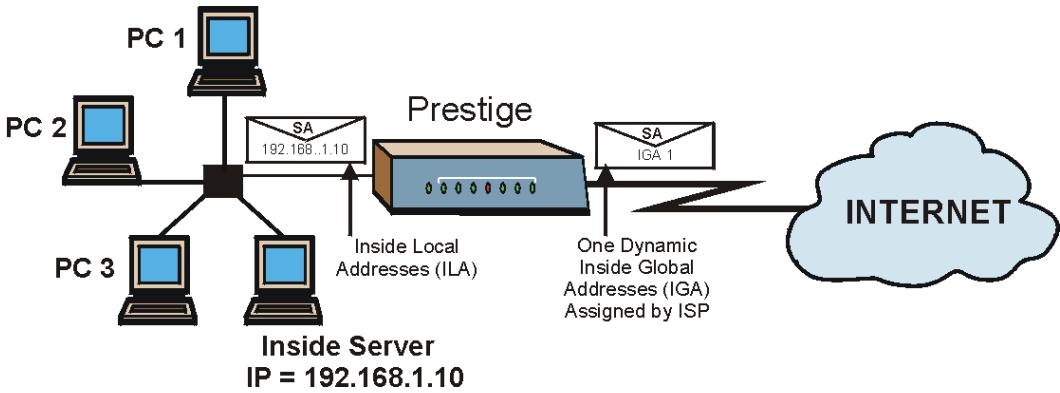 PC 1
PC 2
SA
192.168..1.10
Prestige
SA
IGA 1
INTERNET
PC 3
Inside Local
Addresses (ILA)
One Dynamic
Inside Global
Addresses (IGA)
Assigned by ISP
Inside Server
IP = 192.168.1.10